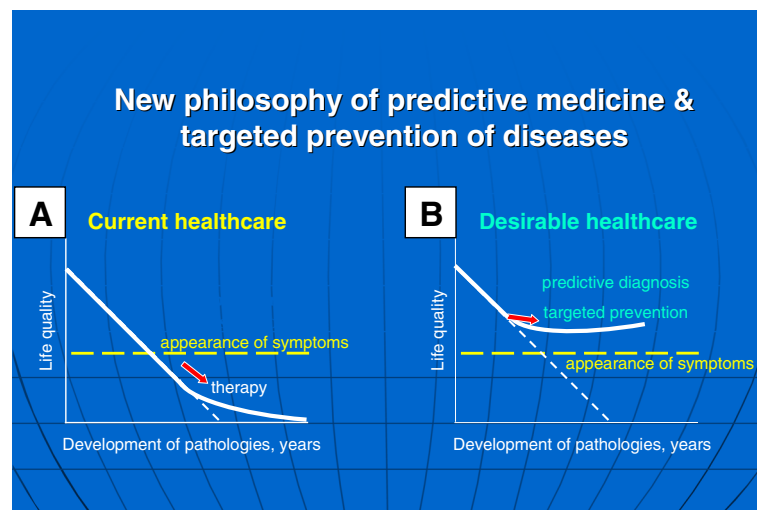 New philosophy of predictive medicine &
targeted prevention of diseases
A
Current healthcare
Life quality
appearance of symptoms
therapy
Development of pathologies, years
B
Desirable healthcare
Life quality
predictive diagnosis
targeted prevention
appearance of symptoms
Development of pathologies, years